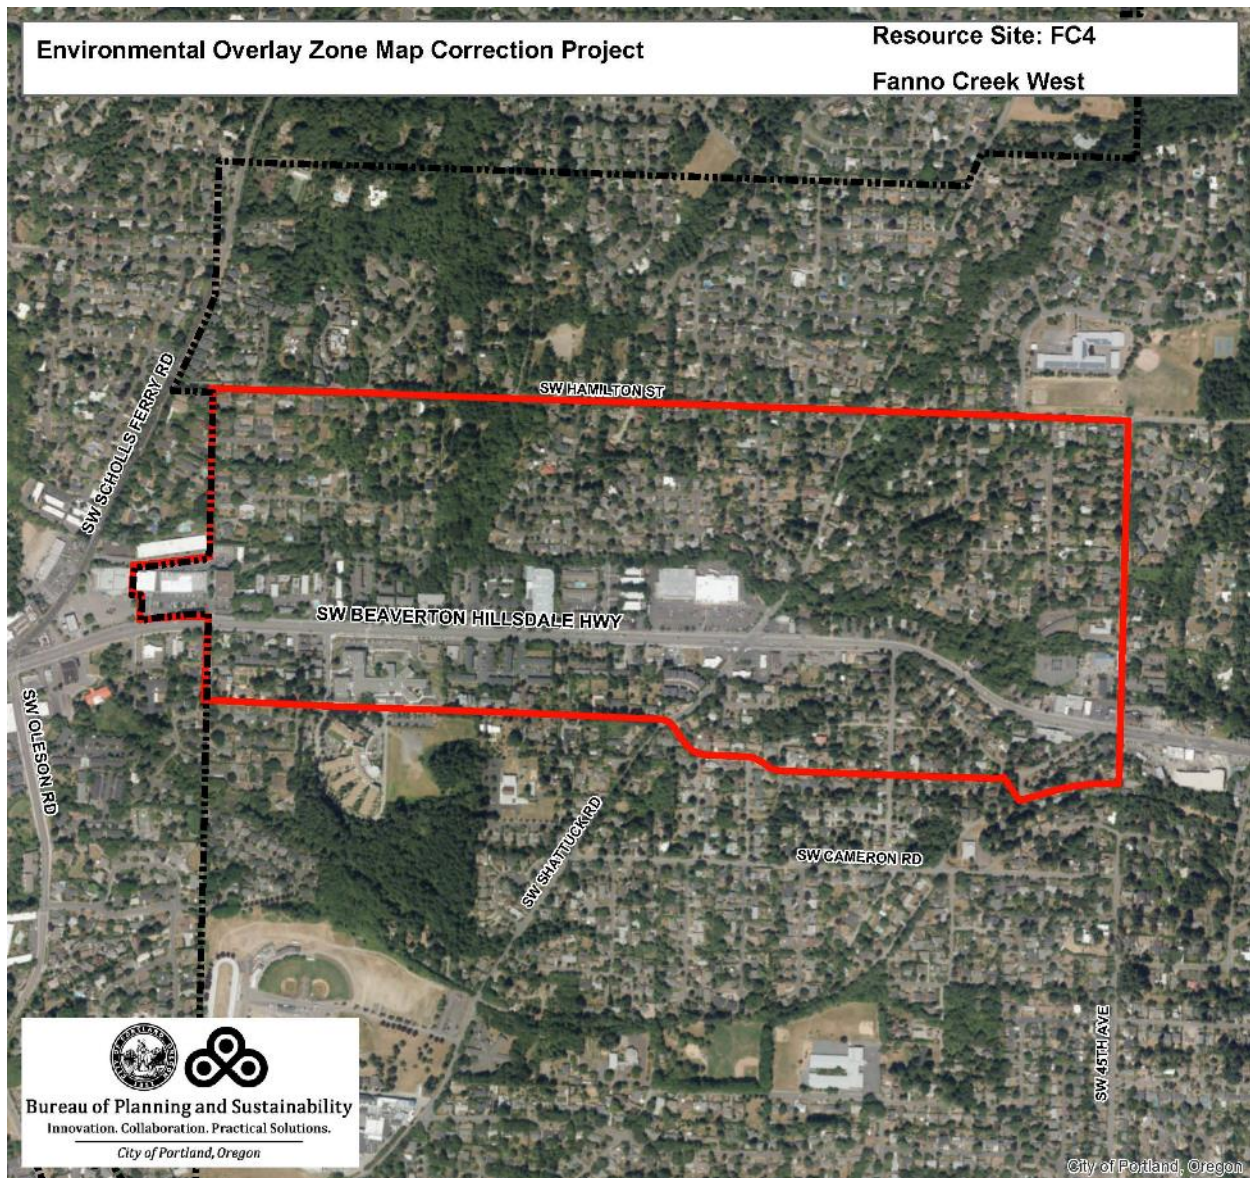 Environmental Overlay Zone Map Correction Project
Resource Site: FC4
Fanno Creek West
SW HAMILTON ST
SW SCHOLLS FERRY RD
SW BEAVERTON HILLSDALE HWY
SW OLESON RD
SW SHATTUCK RD
SW CAMERON RD
SW 45TH AVE
Bureau of Planning and Sustainability
Innovation. Collaboration. Practical Solutions.
City of Portland, Oregon
City of Portland, Oregon